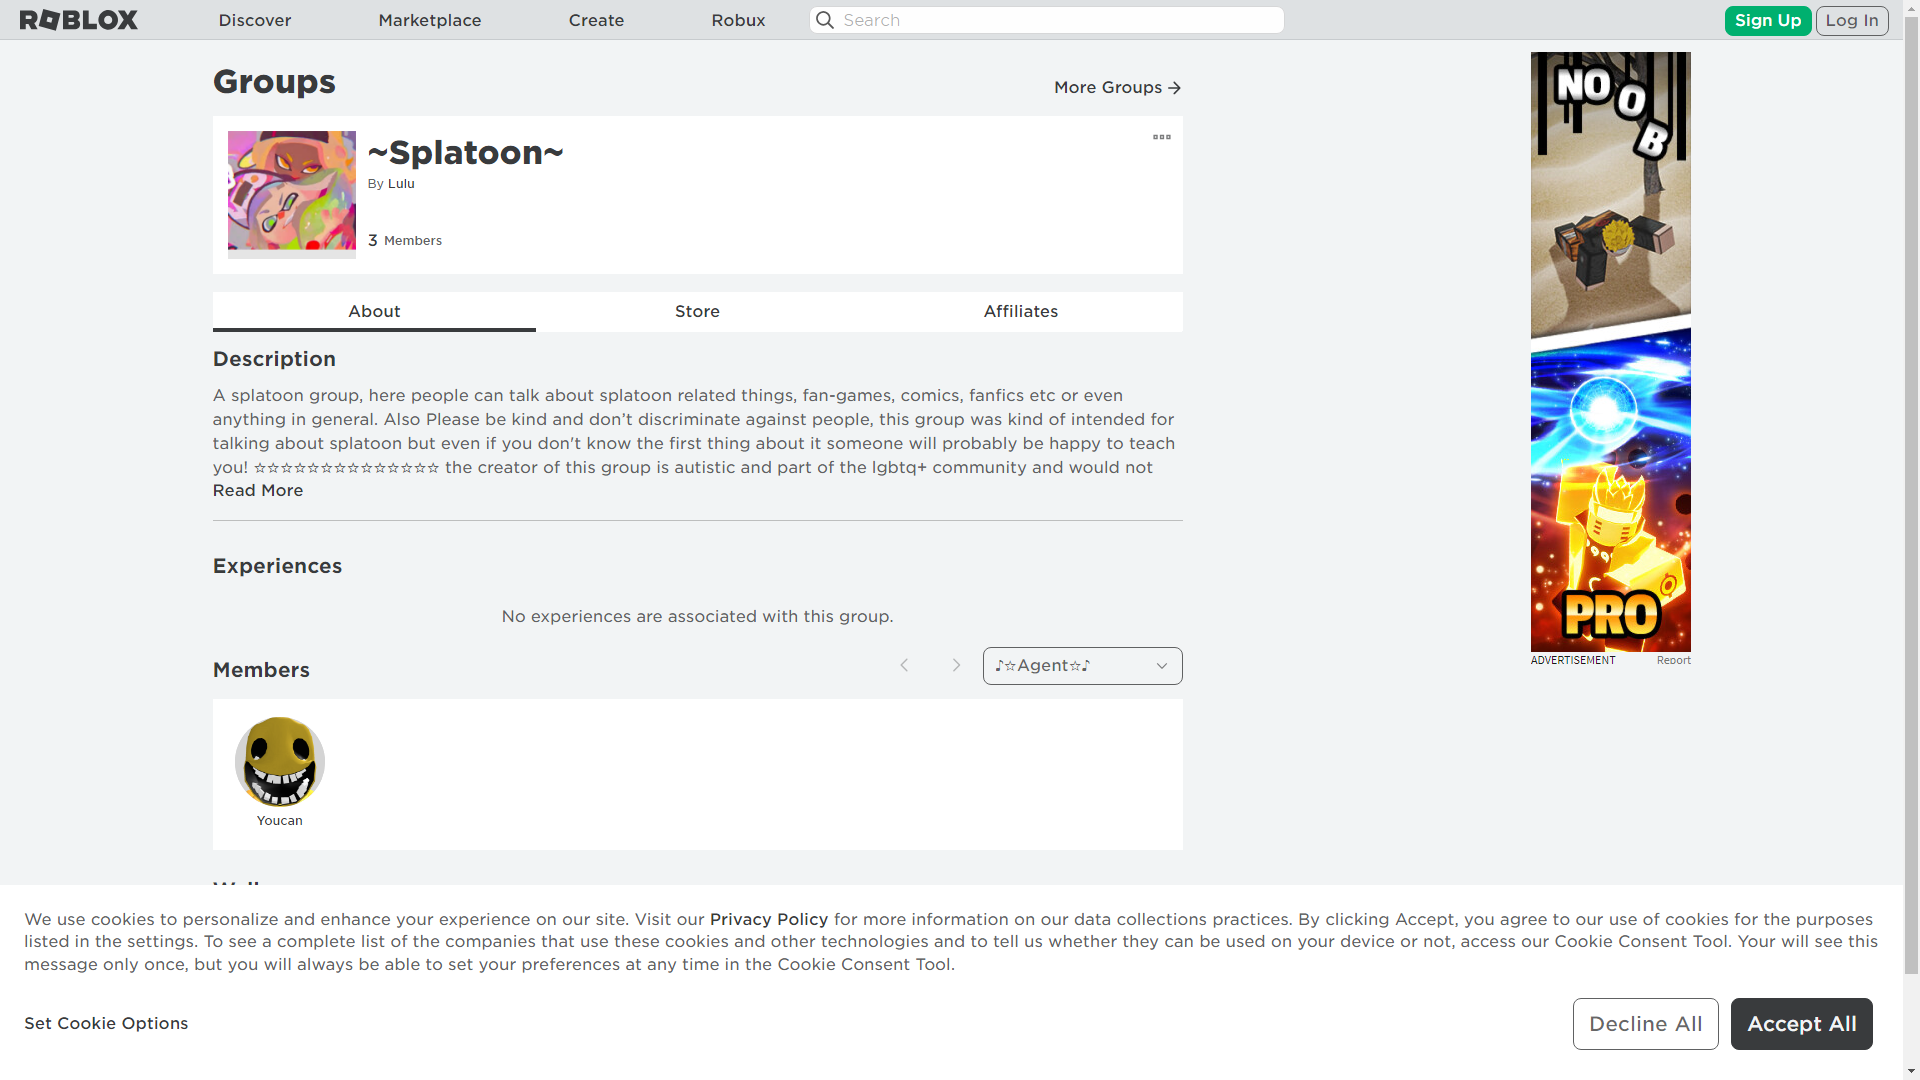 ROBLOX Discover Marketplace Create Robux Search Sign Up Log In
Groups
More Groups
~Splatoon~
By Lulu
3 Members
About Store Affiliates
Description
A splatoon group, here people can talk about splatoon related things, fan-games, comics, fanfics etc or even
anything in general. Also Please be kind and don’t discriminate against people, this group was kind of intended for
talking about splatoon but even if you don't know the first thing about it someone will probably be happy to teach
you! ☆☆☆☆☆☆☆☆☆☆☆☆☆☆ the creator of this group is autistic and part of the lgbtq+ community and would not
Read More
Experiences
No experiences are associated with this group.
Members
♪☆Agent☆♪
Youcan
NOOB
PRO
ADVERTISEMENT Report
We use cookies to personalize and enhance your experience on our site. Visit our Privacy Policy for more information on our data collections practices. By clicking Accept, you agree to our use of cookies for the purposes
listed in the settings. To see a complete list of the companies that use these cookies and other technologies and to tell us whether they can be used on your device or not, access our Cookie Consent Tool. Your will see this
message only once, but you will always be able to set your preferences at any time in the Cookie Consent Tool.
Set Cookie Options
Decline All
Accept All